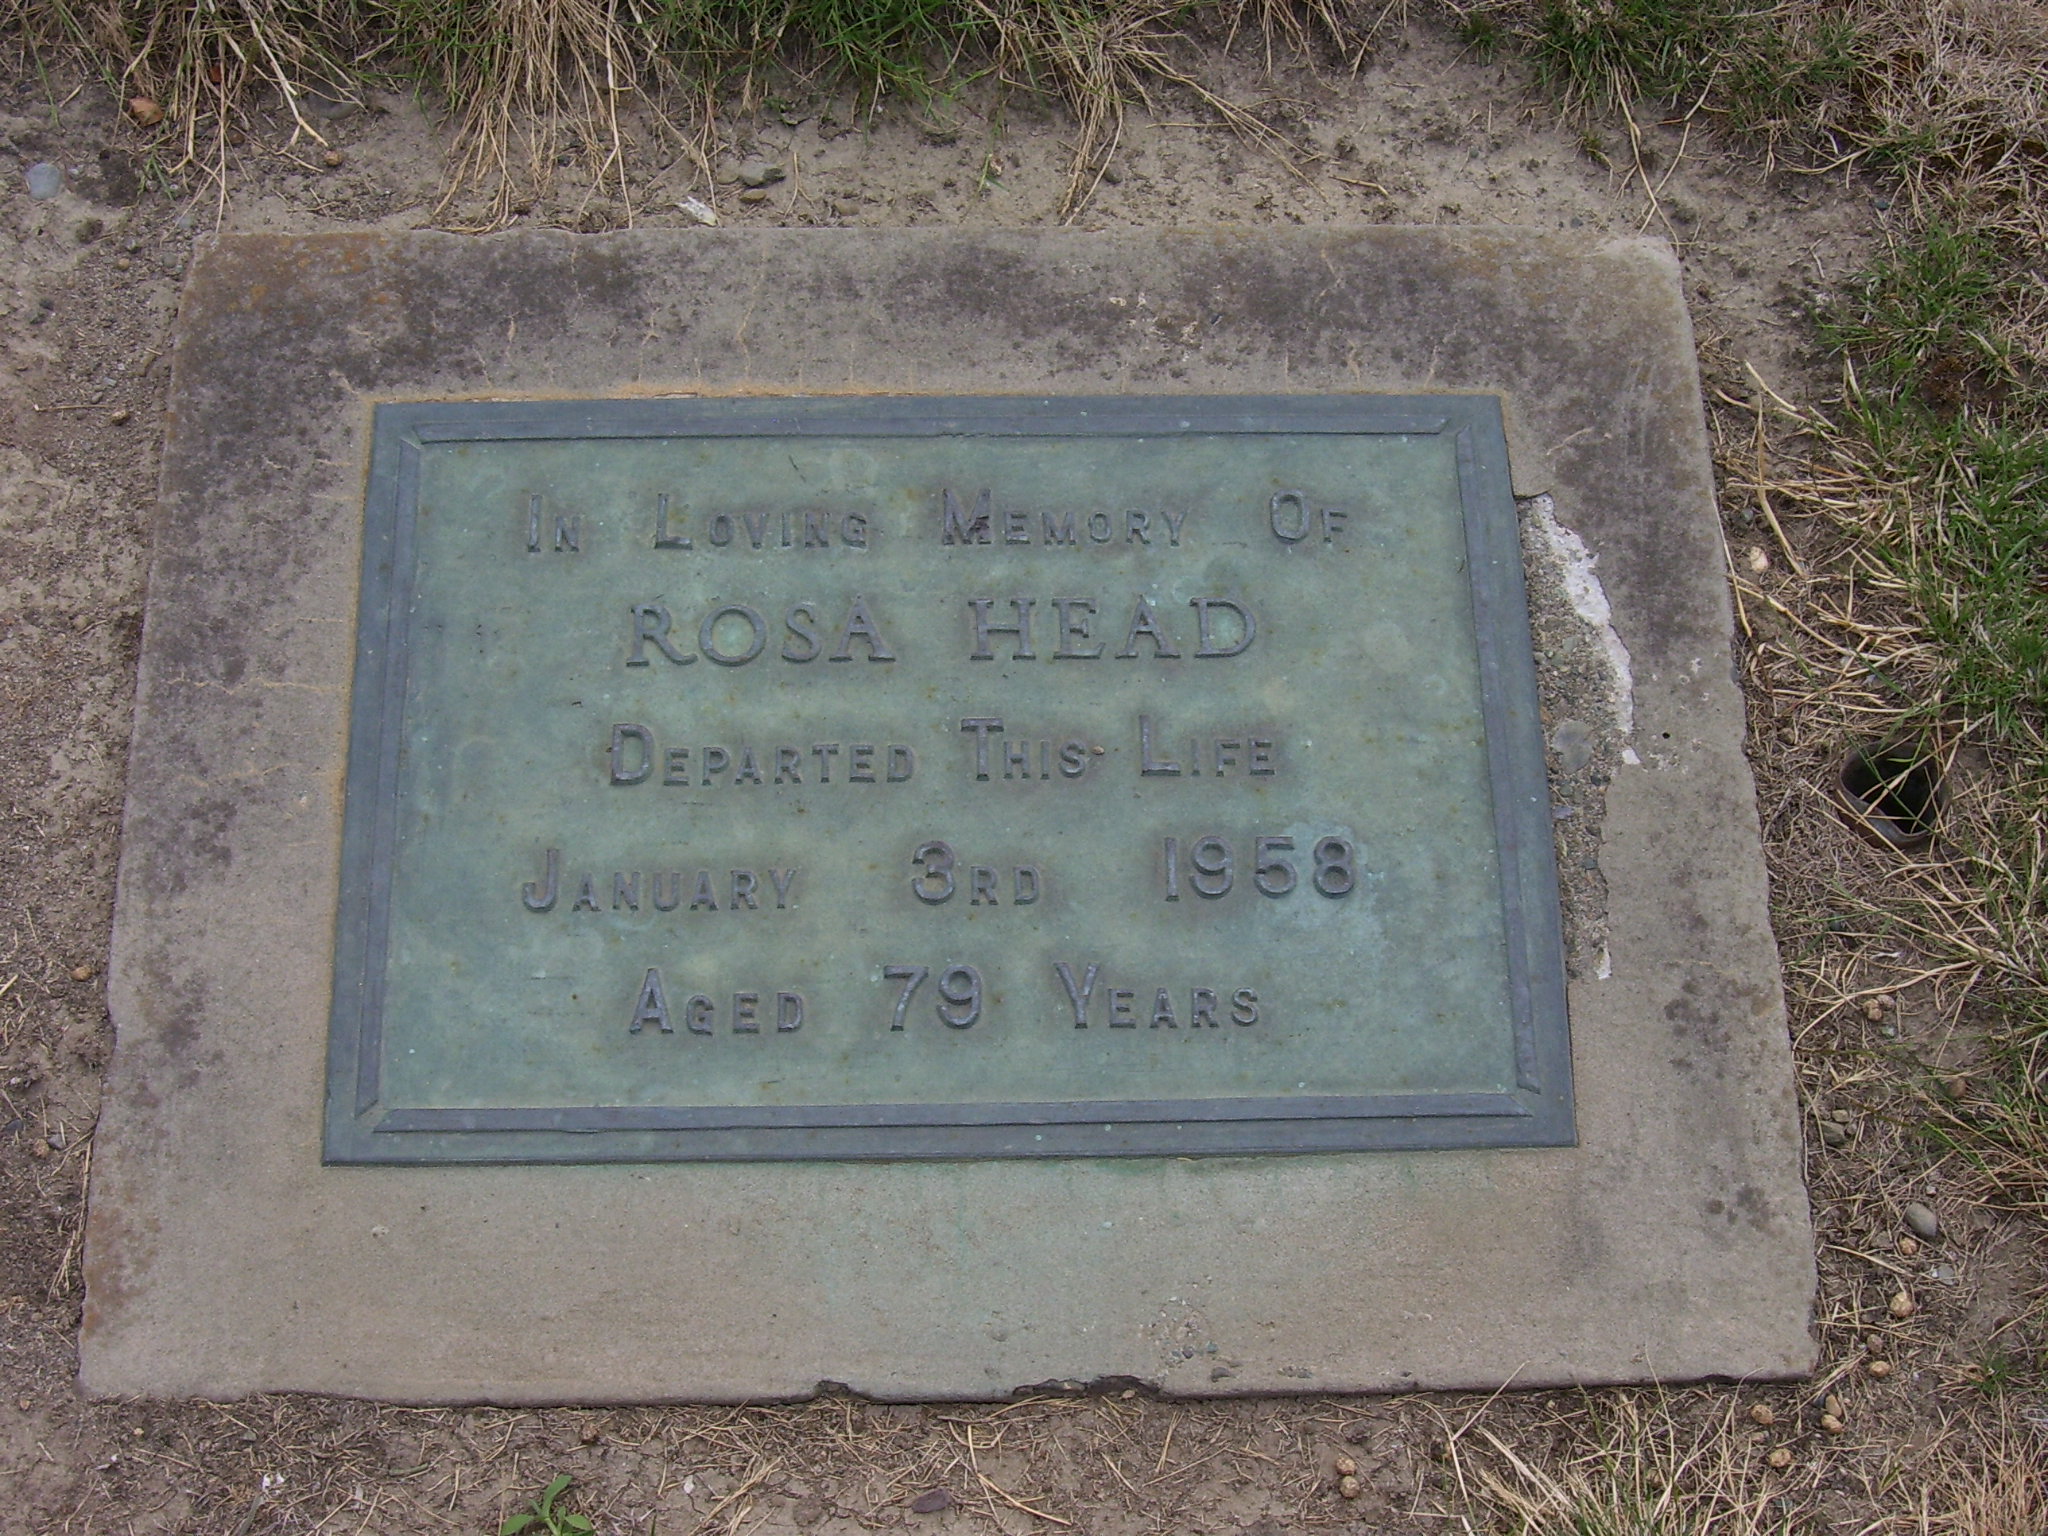 In Loving Memory Of
ROSA HEAD
Departed This Life
January 3rd 1958
Aged 79 Years